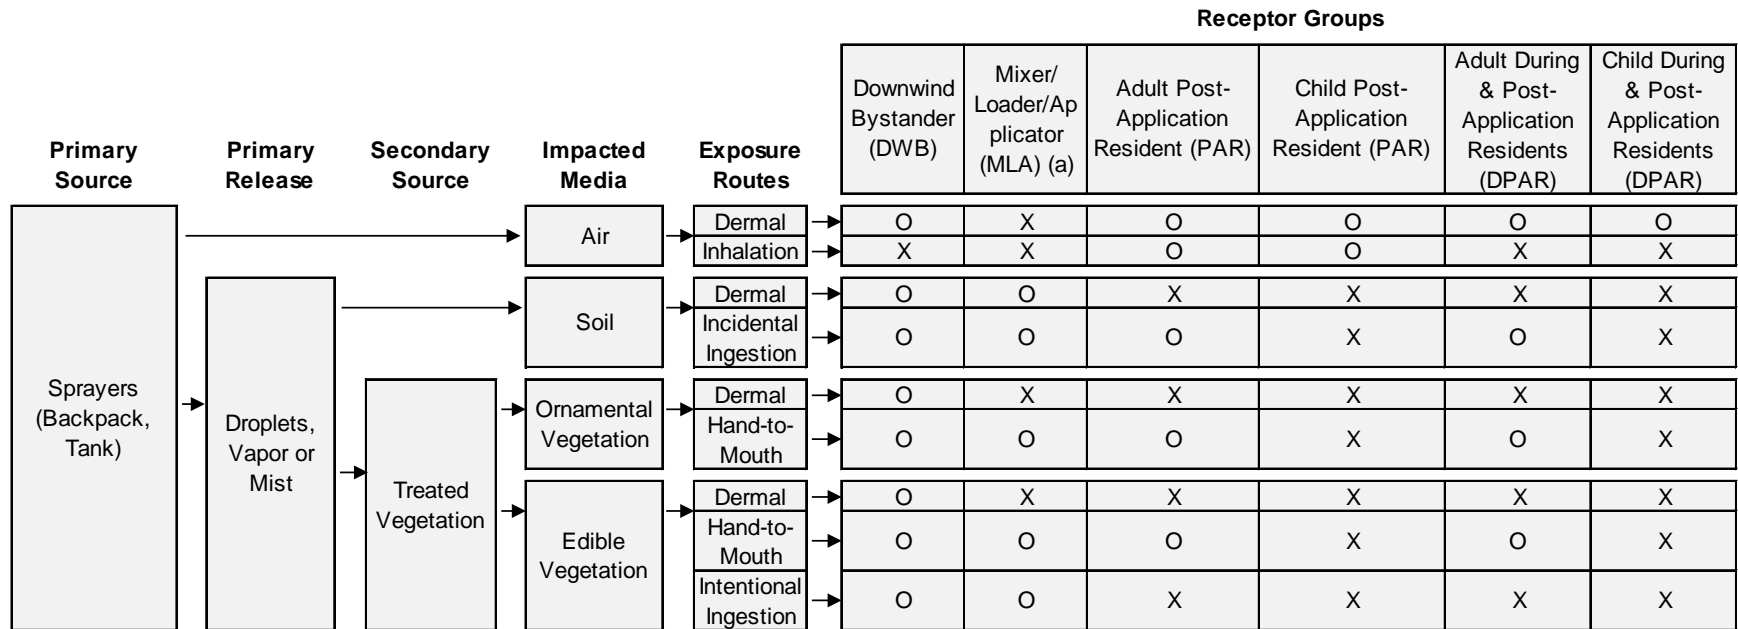 Receptor Groups
Primary
Source
Primary
Release
Secondary
Source
Impacted
Media
Exposure
Routes
Downwind
Bystander
(DWB)
Mixer/
Loader/Ap
plicator
(MLA) (a)
Adult Post-
Application
Resident (PAR)
Child Post-
Application
Resident (PAR)
Adult During
& Post-
Application
Residents
(DPAR)
Child During
& Post-
Application
Residents
(DPAR)
Sprayers
(Backpack,
Tank)
Droplets,
Vapor or
Mist
Treated
Vegetation
Air
Dermal O X O O O O
Inhalation X X O O X X
Soil
Dermal O O X X X X
Incidental
Ingestion
O O O X O X
Ornamental
Vegetation
Dermal O X X X X X
Hand-to-
Mouth
O O O X O X
Edible
Vegetation
Dermal O X X X X X
Hand-to-
Mouth
O O O X O X
Intentional
Ingestion
O O X X X X